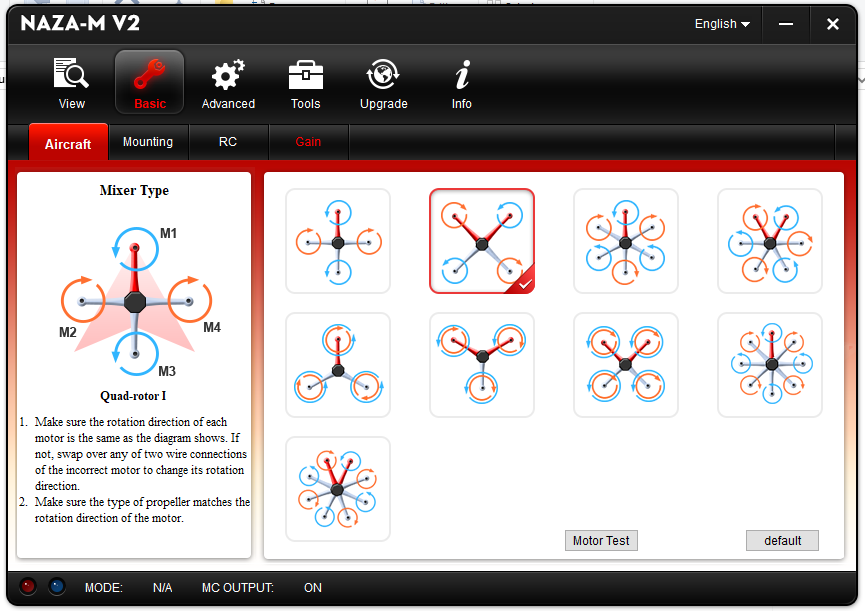 NAZA-M V2
English
View
Basic
Advanced
Tools
Upgrade
Info
Aircraft
Mounting
RC
Gain
Mixer Type
M1
M2
M4
M3
Quad-rotor I
1. Make sure the rotation direction of each
motor is the same as the diagram shows. If
not, swap over any of two wire connections
of the incorrect motor to change its rotation
direction.
2. Make sure the type of propeller matches the
rotation direction of the motor.
Motor Test
default
MODE: N/A MC OUTPUT: ON